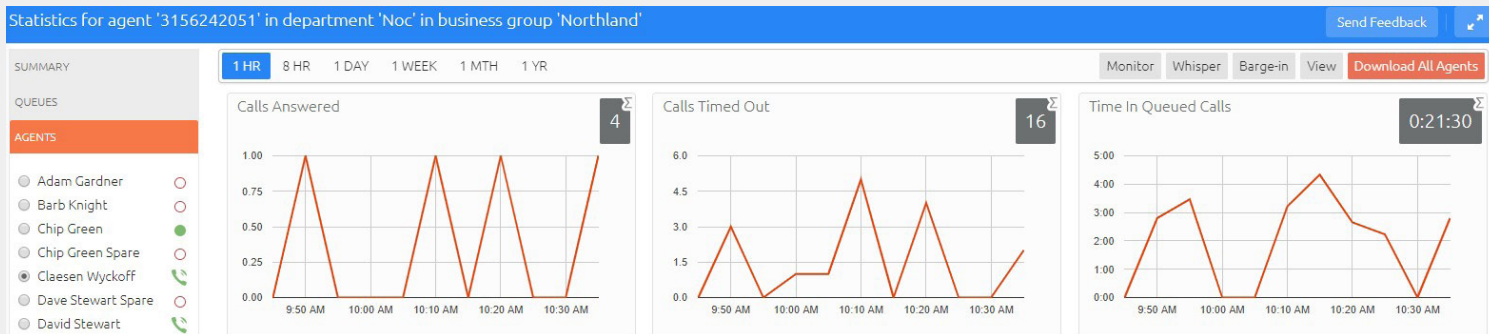 Statistics for agent '3156242051' in department 'Noc' in business group 'Northland'
Send Feedback
SUMMARY
QUEUES
AGENTS
Adam Gardner
Barb Knight
Chip Green
Chip Green Spare
Claesen Wyckoff
Dave Stewart Spare
David Stewart
1 HR 8 HR 1 DAY 1 WEEK 1 MTH 1 YR
Monitor Whisper Barge-in View Download All Agents
Calls Answered
Σ
4
1.00
0.75
0.50
0.25
0.00
9:50 AM 10:00 AM 10:10 AM 10:20 AM 10:30 AM
Calls Timed Out
Σ
16
6.0
4.5
3.0
1.5
0.0
9:50 AM 10:00 AM 10:10 AM 10:20 AM 10:30 AM
Time In Queued Calls
Σ
0:21:30
5:00
4:00
3:00
2:00
1:00
0:00
9:50 AM 10:00 AM 10:10 AM 10:20 AM 10:30 AM